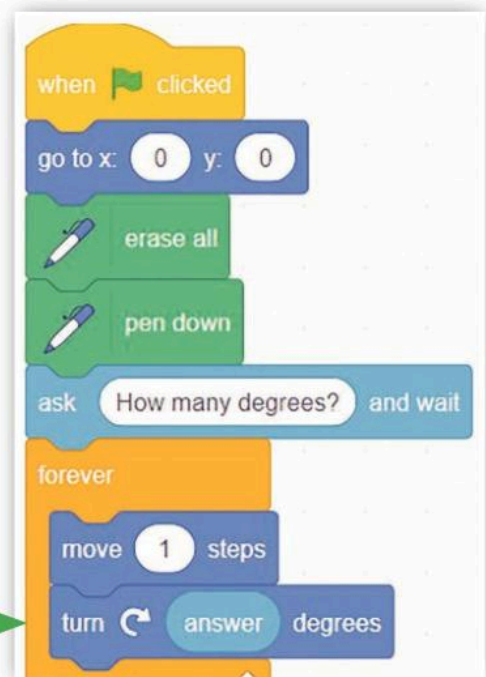 when clicked
go to x: 0 y: 0
erase all
pen down
ask How many degrees? and wait
forever
move 1 steps
turn answer degrees